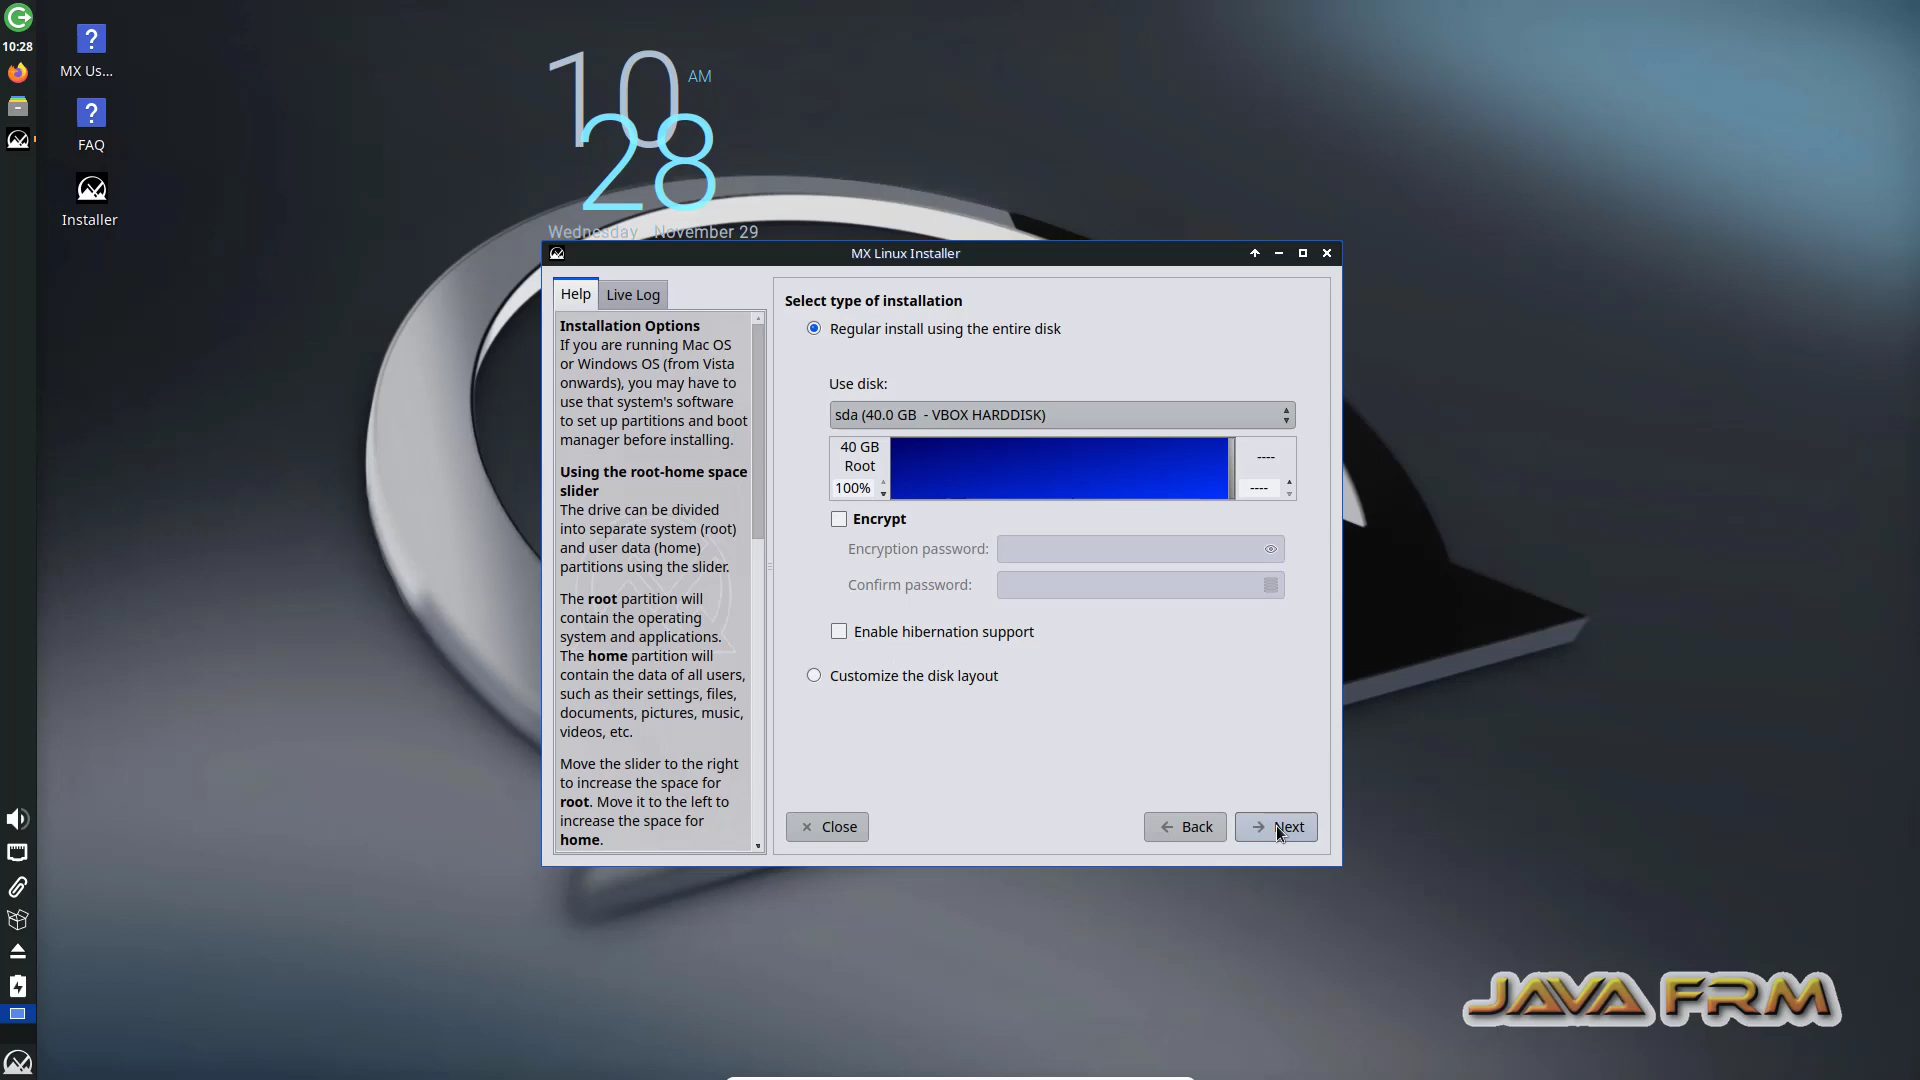 10:28
MX Us...
FAQ
Installer
10
AM
28
Wednesday November 29
MX Linux Installer
Help
Live Log
Installation Options
If you are running Mac OS
or Windows OS (from Vista
onwards), you may have to
use that system's software
to set up partitions and boot
manager before installing.
Using the root-home space
slider
The drive can be divided
into separate system (root)
and user data (home)
partitions using the slider.
The root partition will
contain the operating
system and applications.
The home partition will
contain the data of all users,
such as their settings, files,
documents, pictures, music,
videos, etc.
Move the slider to the right
to increase the space for
root. Move it to the left to
increase the space for
home.
Select type of installation
Regular install using the entire disk
Use disk:
sda (40.0 GB - VBOX HARDDISK)
40 GB
Root
100%
----
----
Encrypt
Encryption password:
Confirm password:
Enable hibernation support
Customize the disk layout
Close
Back
Next
JAVA FRM